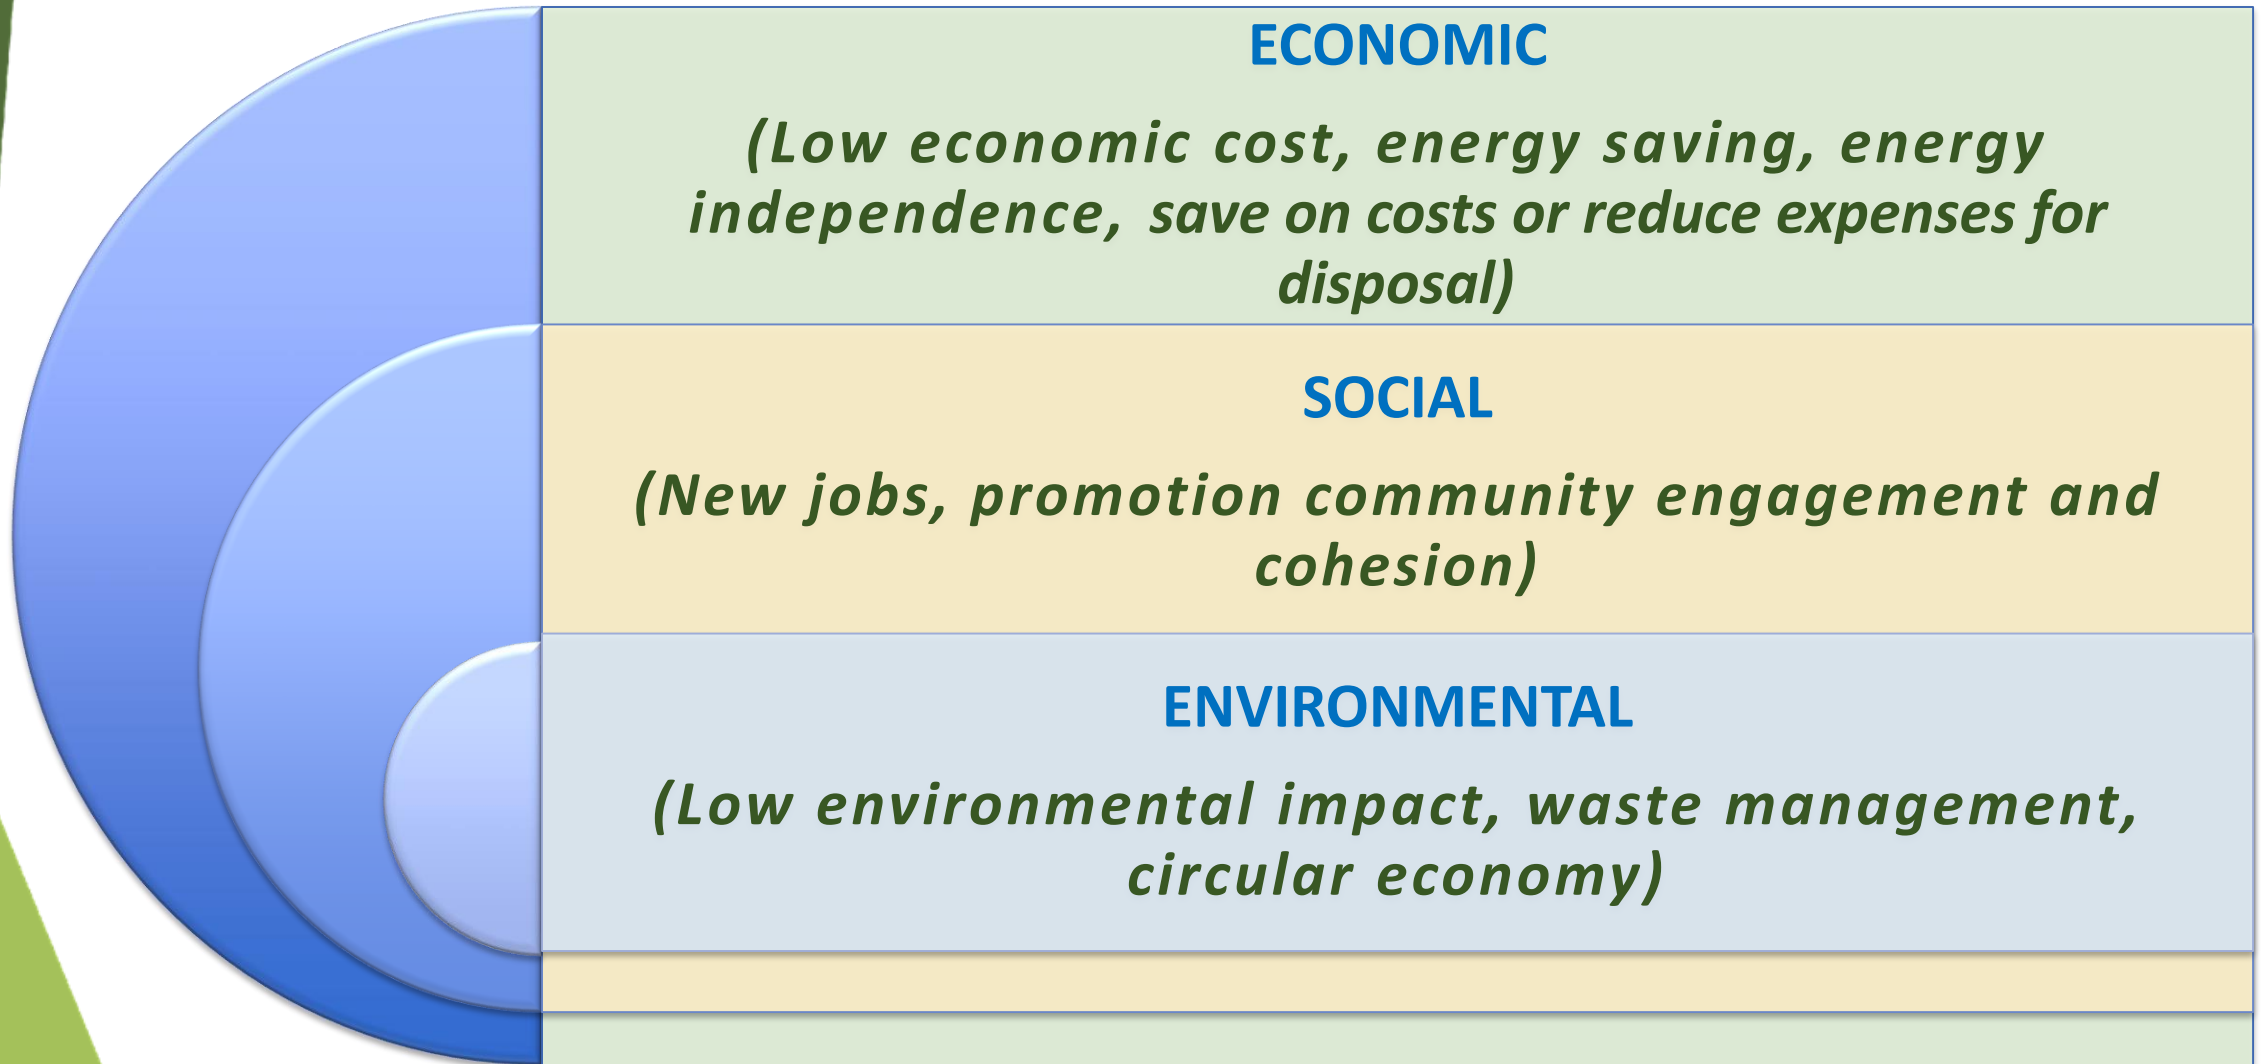 ECONOMIC
(Low economic cost, energy saving, energy
independence, save on costs or reduce expenses for
disposal)
SOCIAL
(New jobs, promotion community engagement and
cohesion)
ENVIRONMENTAL
(Low environmental impact, waste management,
circular economy)